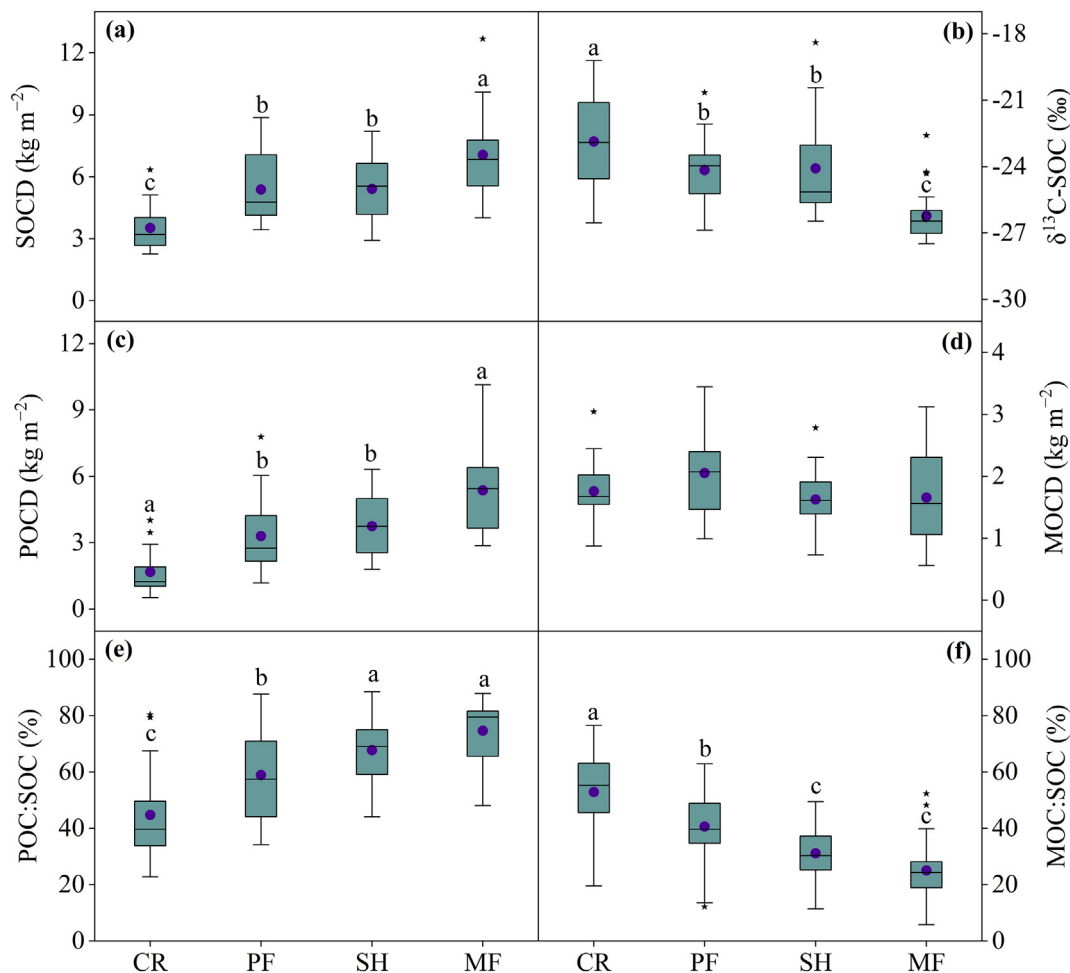 (a)
SOCD (kg m⁻²)
12
9
6
3
0
c
b
b
a
(b)
δ¹³C-SOC (‰)
-18
-21
-24
-27
-30
a
b
b
c
(c)
POCD (kg m⁻²)
12
9
6
3
0
a
b
b
a
(d)
MOCD (kg m⁻²)
4
3
2
1
0
(e)
POC:SOC (%)
100
80
60
40
20
0
c
b
a
a
CR
PF
SH
MF
(f)
MOC:SOC (%)
100
80
60
40
20
0
a
b
c
c
CR
PF
SH
MF